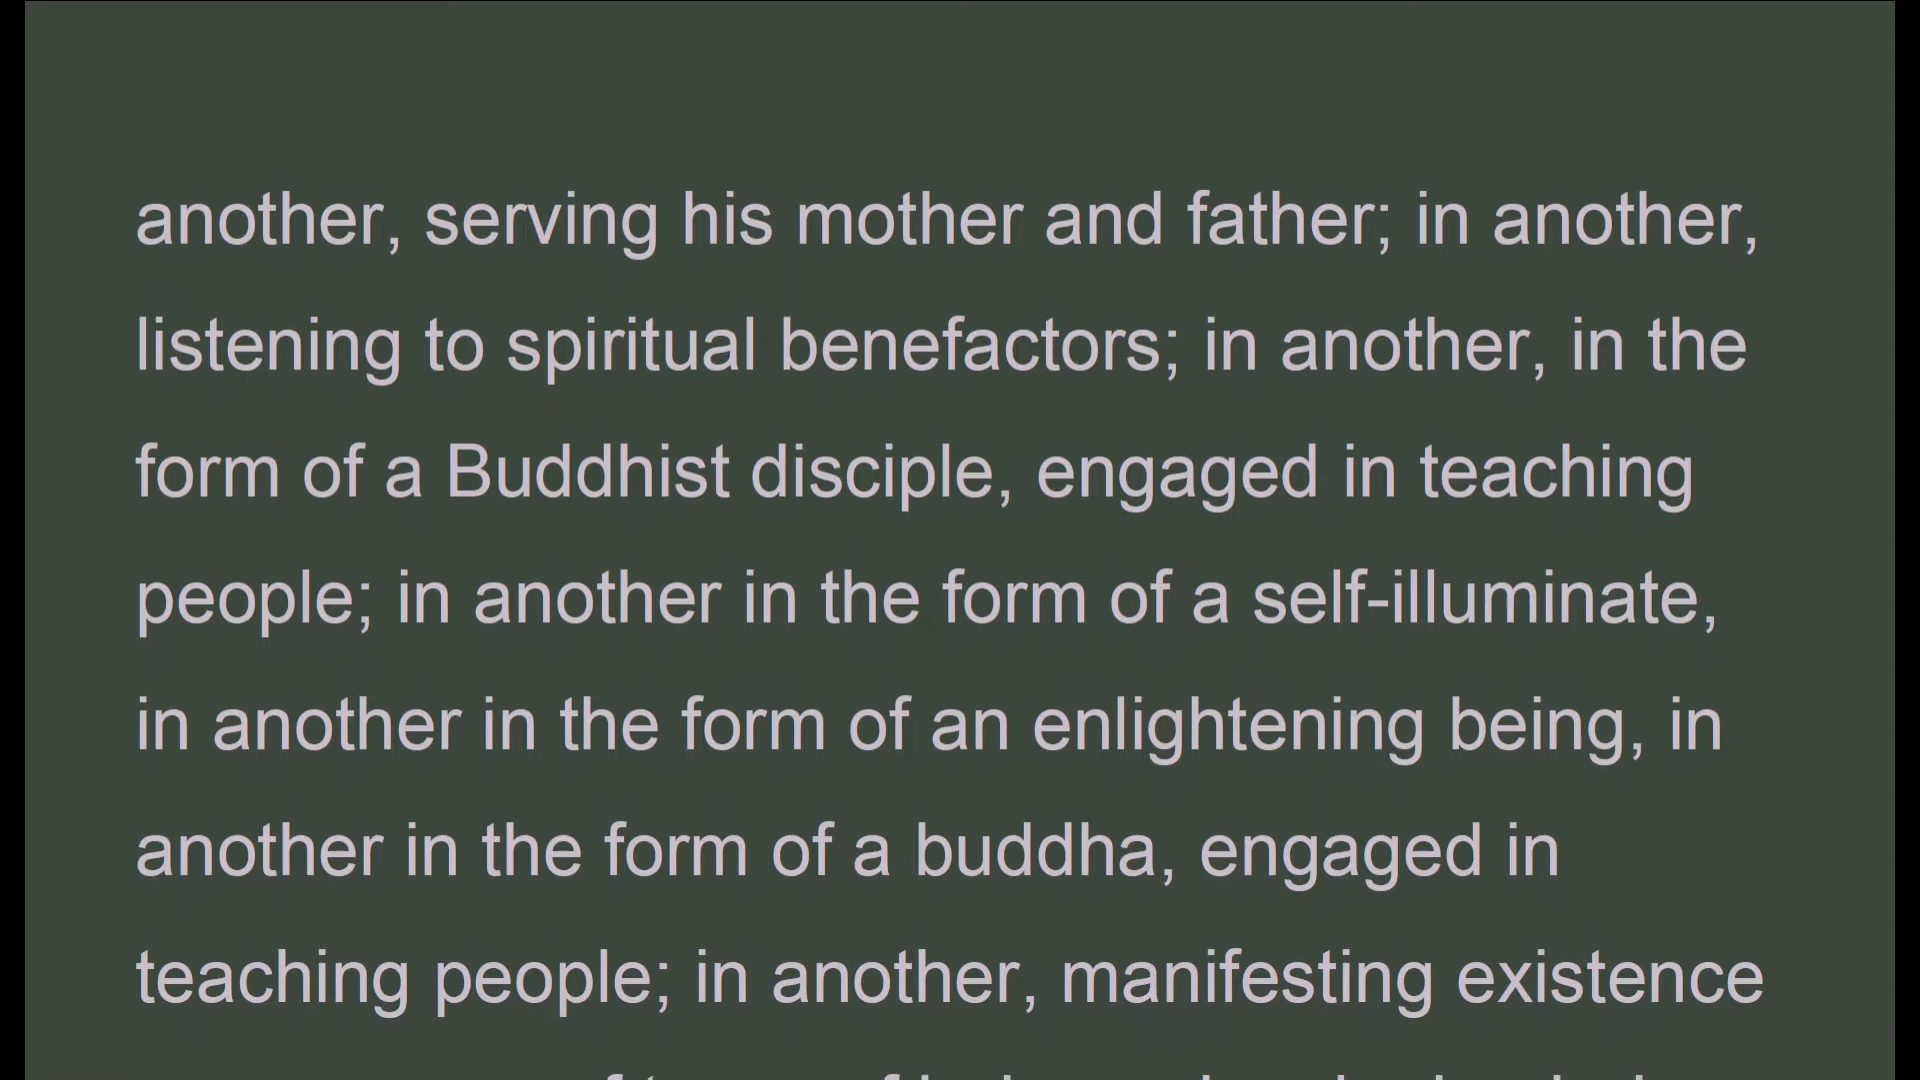 another, serving his mother and father; in another,
listening to spiritual benefactors; in another, in the
form of a Buddhist disciple, engaged in teaching
people; in another in the form of a self-illuminate,
in another in the form of an enlightening being, in
another in the form of a buddha, engaged in
teaching people; in another, manifesting existence